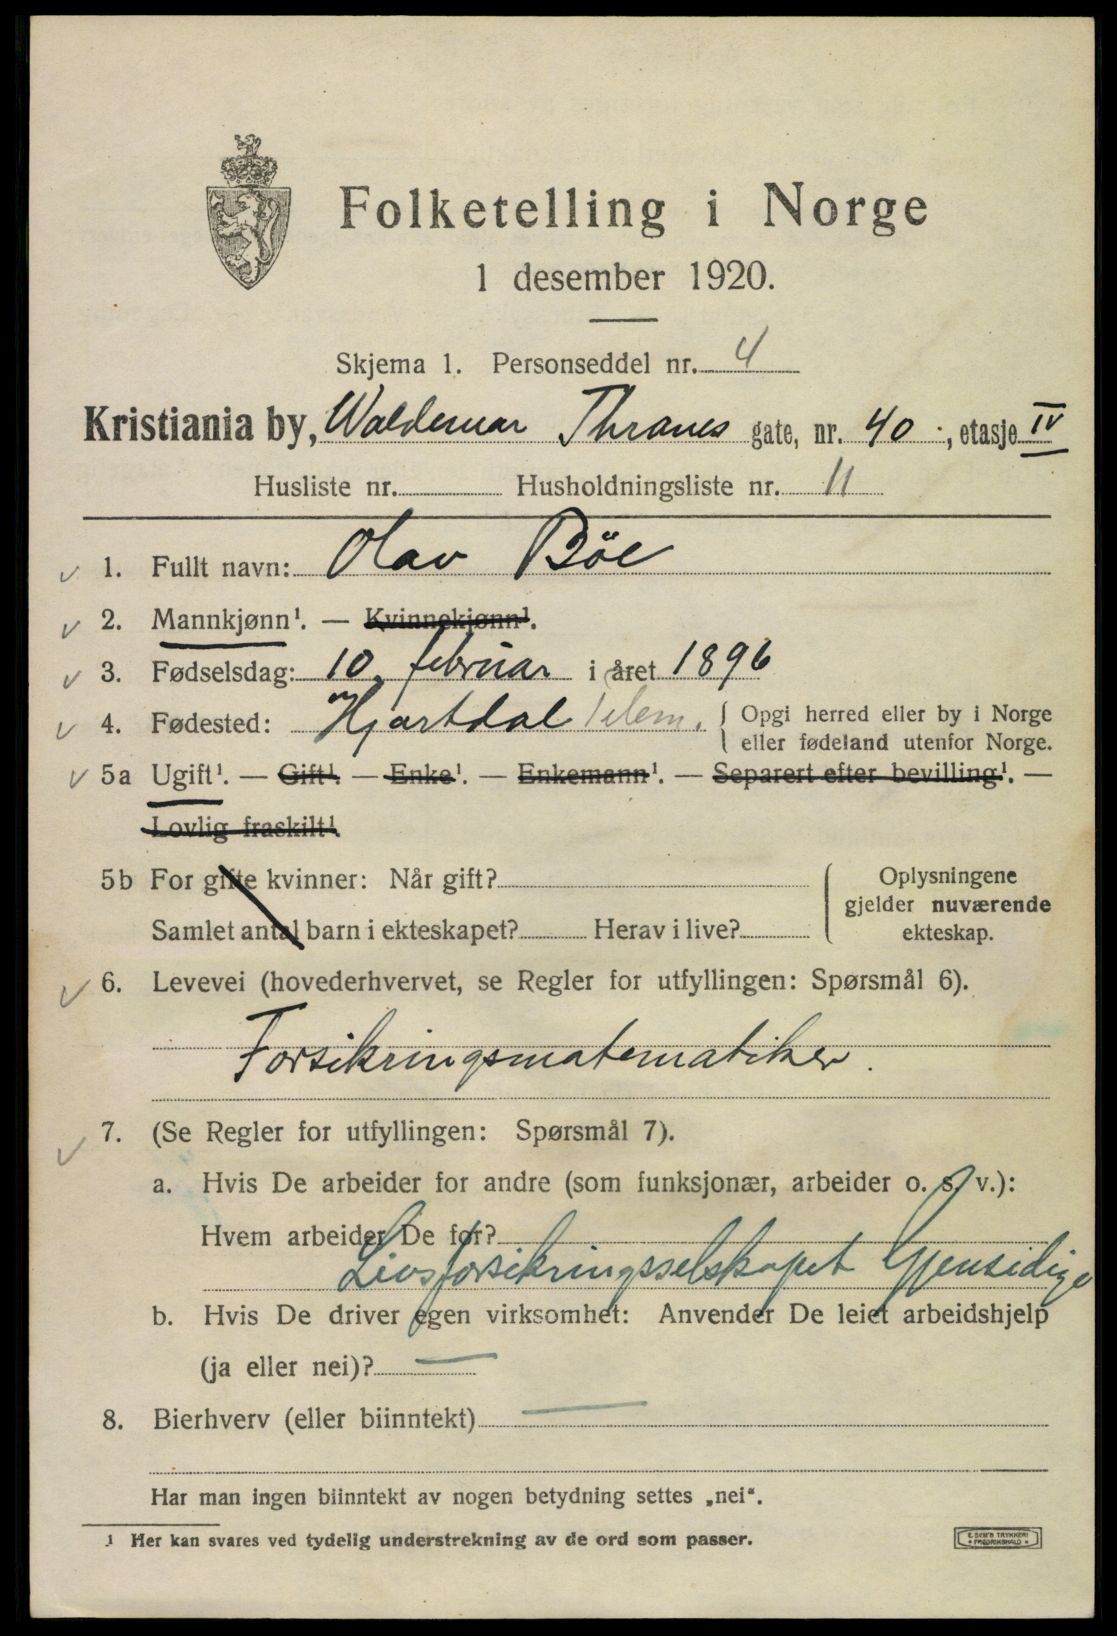 Folketelling i Norge
1 desember 1920.
Skjema 1. Personseddel nr. 4
Kristiania by, Waldemar Thranes gate, nr. 40, etasje IV
Husliste nr. Husholdningsliste nr. 11
1. Fullt navn: Olav Böe
2. Mannkjønn¹. — Kvinnekjønn¹.
3. Fødselsdag: 10. februar i året 1896
4. Fødested: Hjartdal Telem. Opgi herred eller by i Norge
eller fødeland utenfor Norge.
5a Ugift¹. — Gift¹. — Enke¹. — Enkemann¹. — Separert efter bevilling¹. —
Lovlig fraskilt¹.
5b For gifte kvinner: Når gift? Oplysningene
gjelder nuværende
Samlet antal barn i ekteskapet? Herav i live? ekteskap.
6. Levevei (hovederhvervet, se Regler for utfyllingen: Spørsmål 6).
Forsikringsmatematiker.
7. (Se Regler for utfyllingen: Spørsmål 7).
a. Hvis De arbeider for andre (som funksjonær, arbeider o. s. v.):
Hvem arbeider De for?
Livsforsikringsselskapet Gjensidige
b. Hvis De driver egen virksomhet: Anvender De leiet arbeidshjelp
(ja eller nei)? —
8. Bierhverv (eller biinntekt) —
Har man ingen biinntekt av nogen betydning settes „nei“.
¹ Her kan svares ved tydelig understrekning av de ord som passer.
E. SEM'S TRYKKERI
FREDRIKSHALD